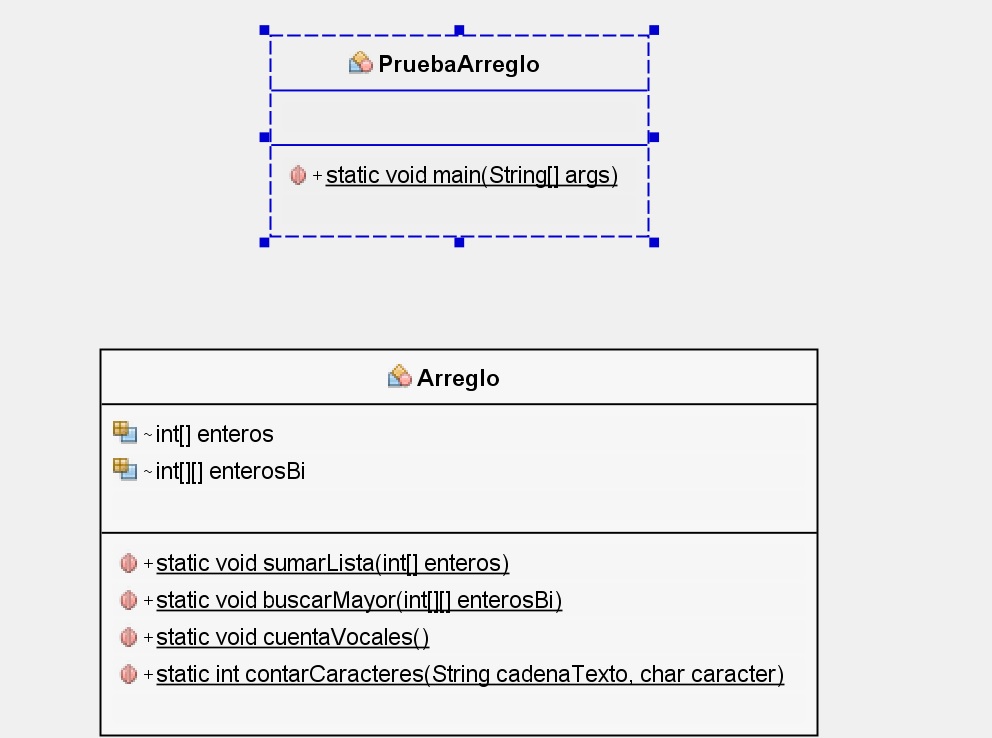 PruebaArreglo
+static void main(String[] args)
Arreglo
~int[] enteros
~int[][] enterosBi
+static void sumarLista(int[] enteros)
+static void buscarMayor(int[][] enterosBi)
+static void cuentaVocales()
+static int contarCaracteres(String cadenaTexto, char caracter)